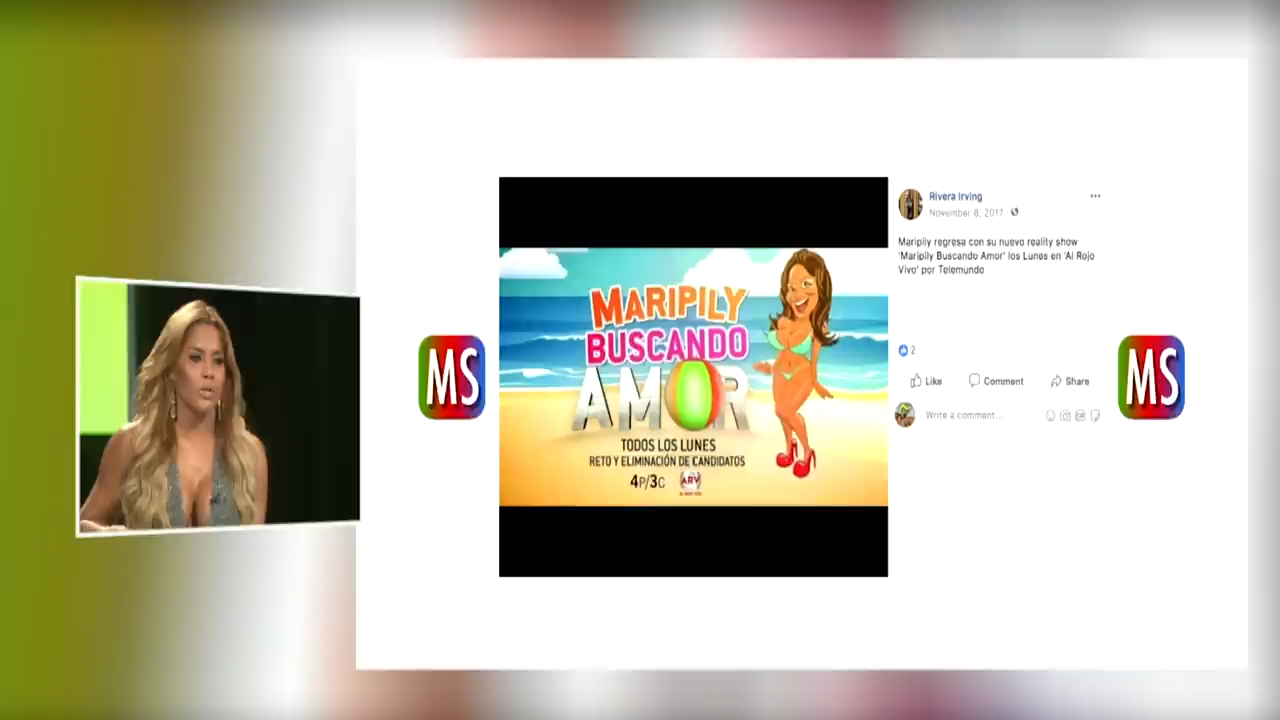 MS
MARIPILY
BUSCANDO
AMOR
TODOS LOS LUNES
RETO Y ELIMINACIÓN DE CANDIDATOS
4P/3C
ARV
Rivera Irving
November 8, 2017
Maripily regresa con su nuevo reality show
'Maripily Buscando Amor' los Lunes en 'Al Rojo
Vivo' por Telemundo
2
Like
Comment
Share
Write a comment...
GIF
MS